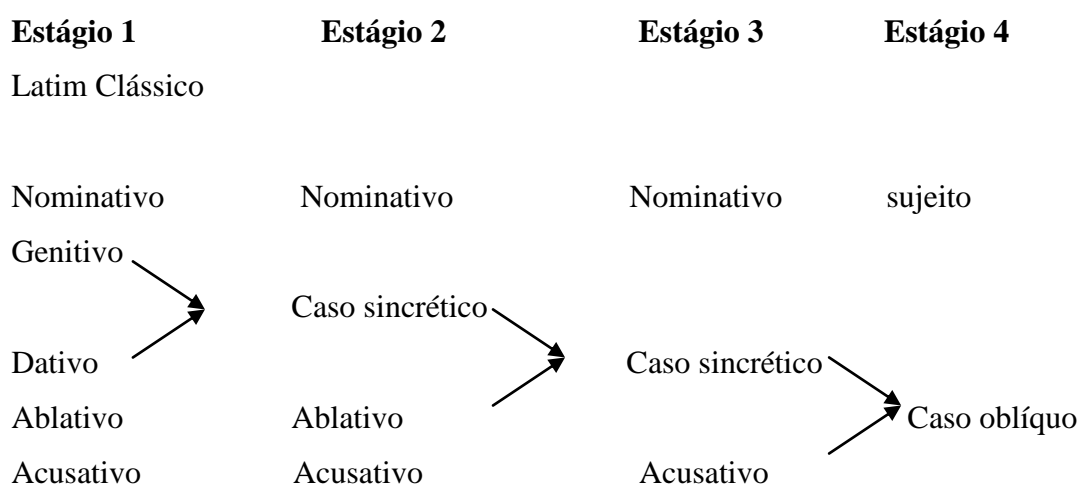 Estágio 1 Estágio 2 Estágio 3 Estágio 4
Latim Clássico
Nominativo Nominativo Nominativo sujeito
Genitivo
Caso sincrético
Dativo Caso sincrético
Ablativo Ablativo Caso oblíquo
Acusativo Acusativo Acusativo